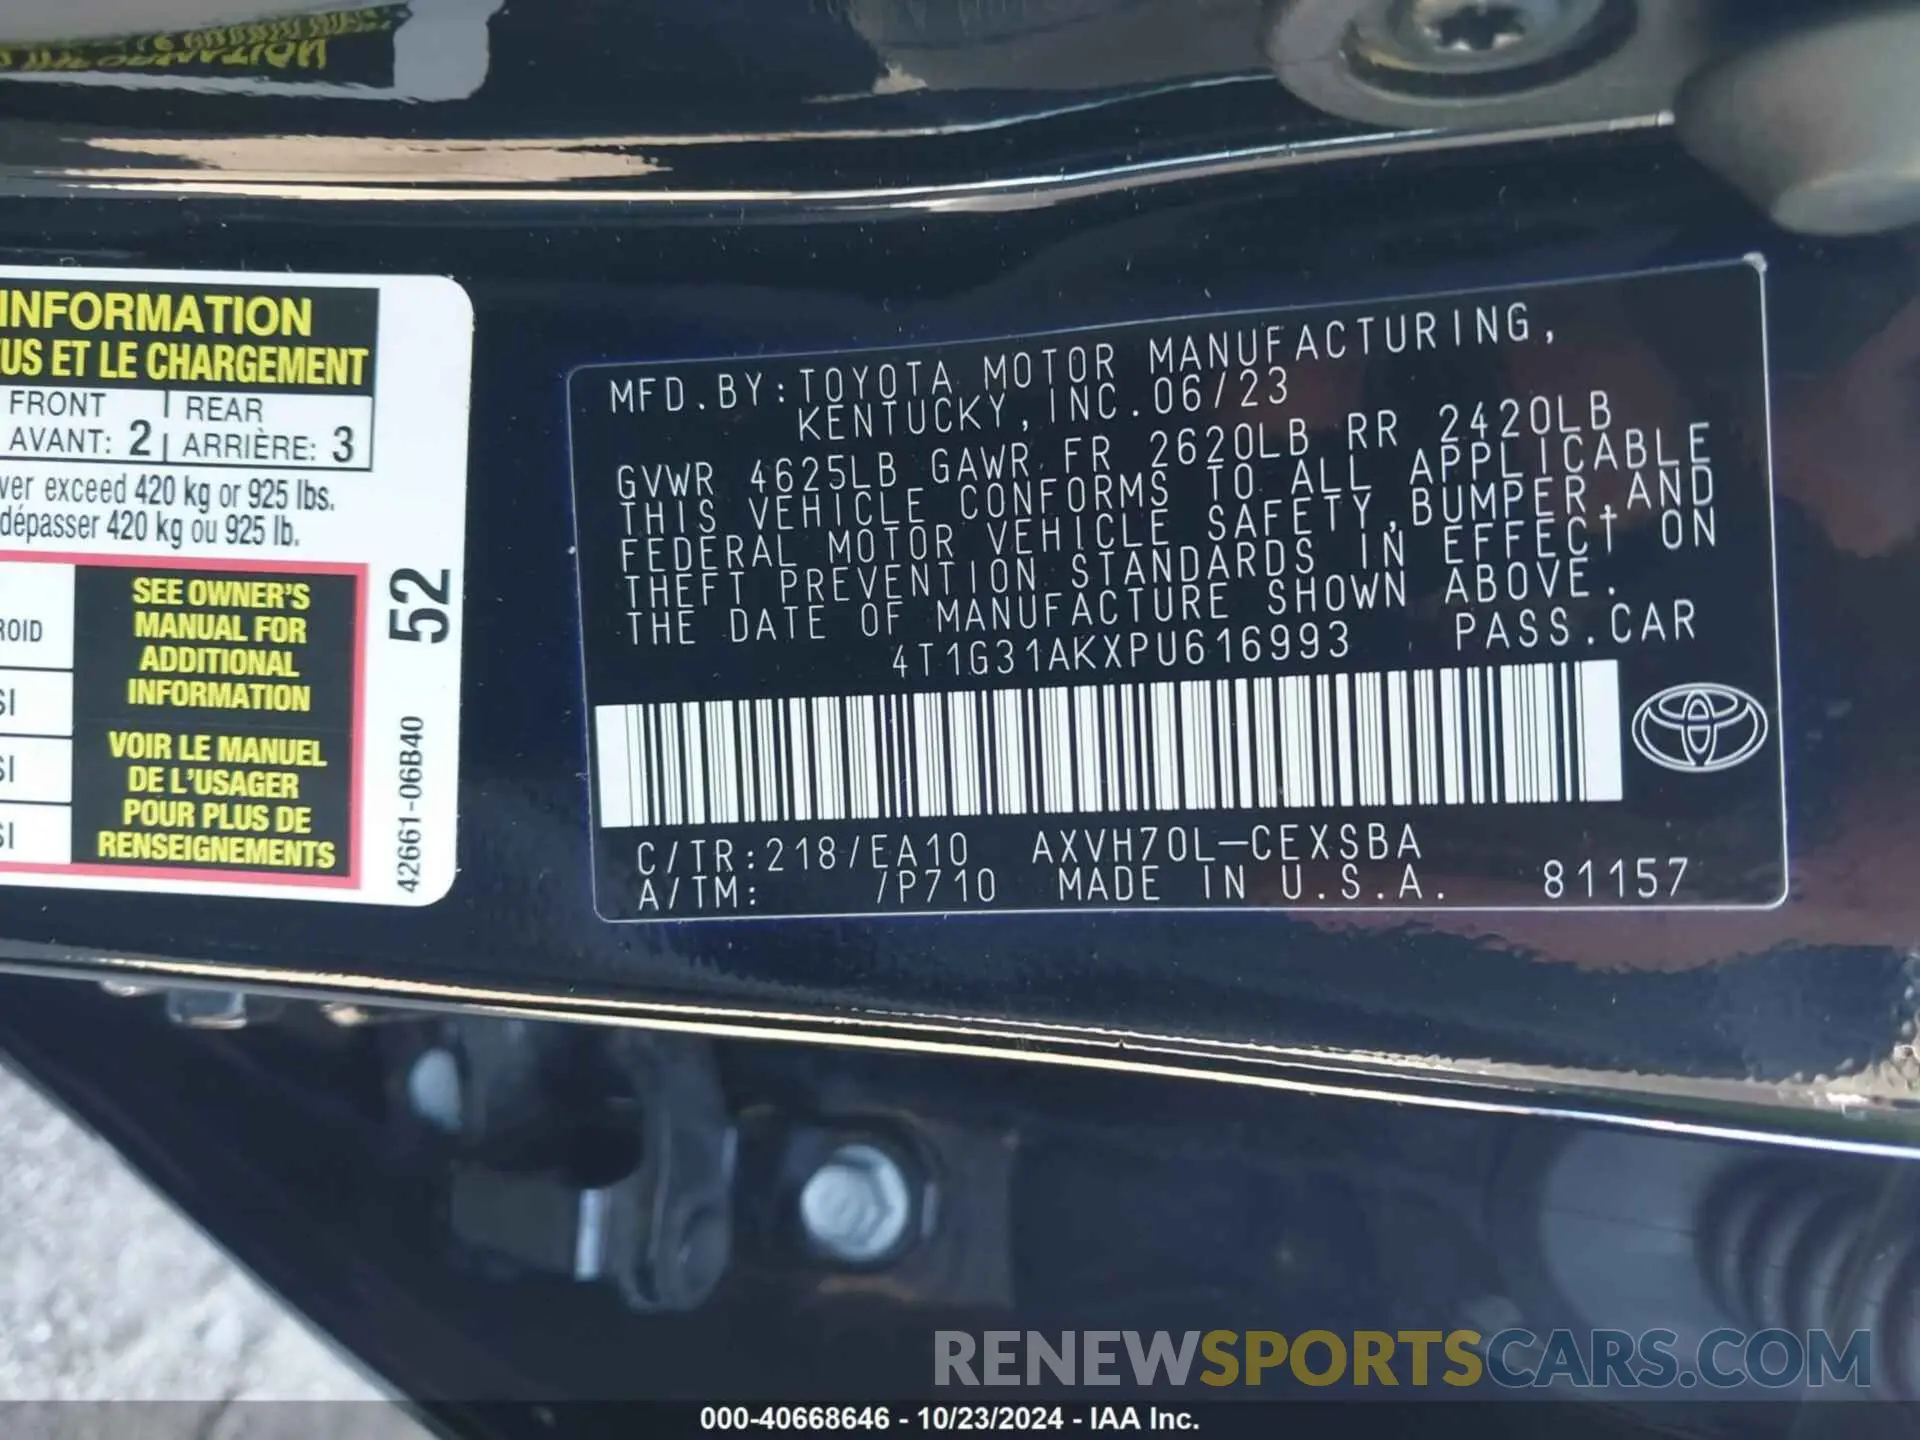 INFORMATION
US ET LE CHARGEMENT
FRONT REAR
AVANT: 2 ARRIÈRE: 3
ver exceed 420 kg or 925 lbs.
dépasser 420 kg ou 925 lb.
SEE OWNER'S
MANUAL FOR
ADDITIONAL
INFORMATION
VOIR LE MANUEL
DE L'USAGER
POUR PLUS DE
RENSEIGNEMENTS
ROID
SI
SI
SI
52
42661-06B40
MFD.BY:TOYOTA MOTOR MANUFACTURING,
KENTUCKY,INC.06/23
GVWR 4625LB GAWR FR 2620LB RR 2420LB
THIS VEHICLE CONFORMS TO ALL APPLICABLE
FEDERAL MOTOR VEHICLE SAFETY,BUMPER,AND
THEFT PREVENTION STANDARDS IN EFFECT ON
THE DATE OF MANUFACTURE SHOWN ABOVE.
4T1G31AKXPU616993 PASS.CAR
C/TR:218/EA10 AXVH70L-CEXSBA
A/TM: /P710 MADE IN U.S.A. 81157
RENEWSPORTSCARS.COM
000-40668646 - 10/23/2024 - IAA Inc.